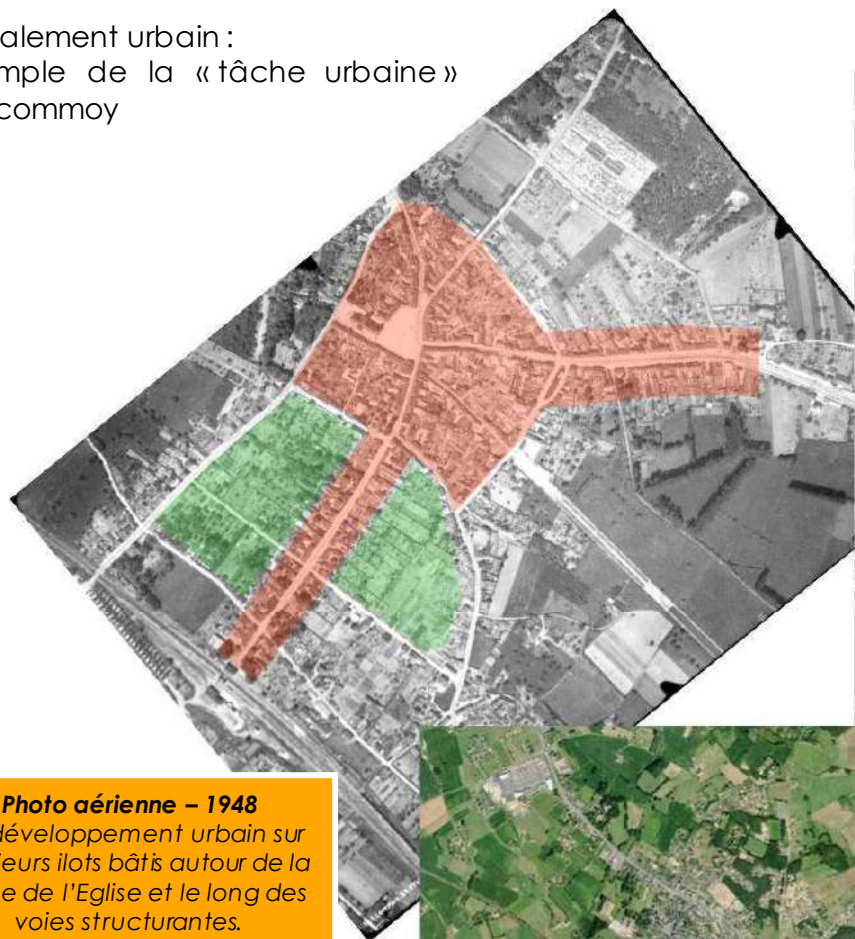 alement urbain :
mple de la « tâche urbaine »
commoy
Photo aérienne – 1948
développement urbain sur
ieurs ilots bâtis autour de la
e de l’Eglise et le long des
voies structurantes.